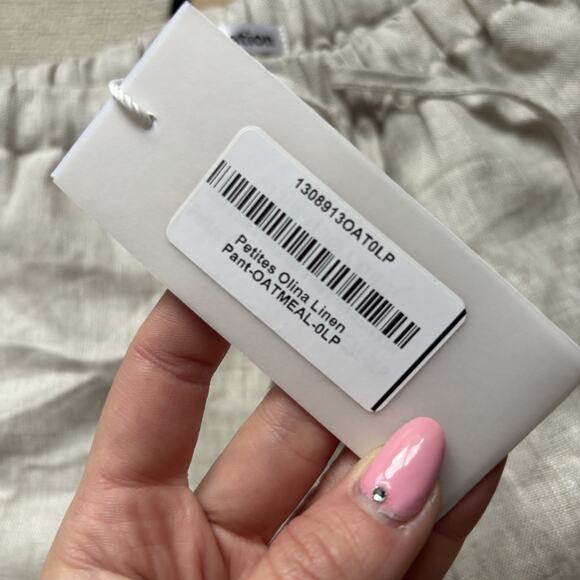 1308913OAT0LP
Petites Olina Linen
Pant-OATMEAL-0LP